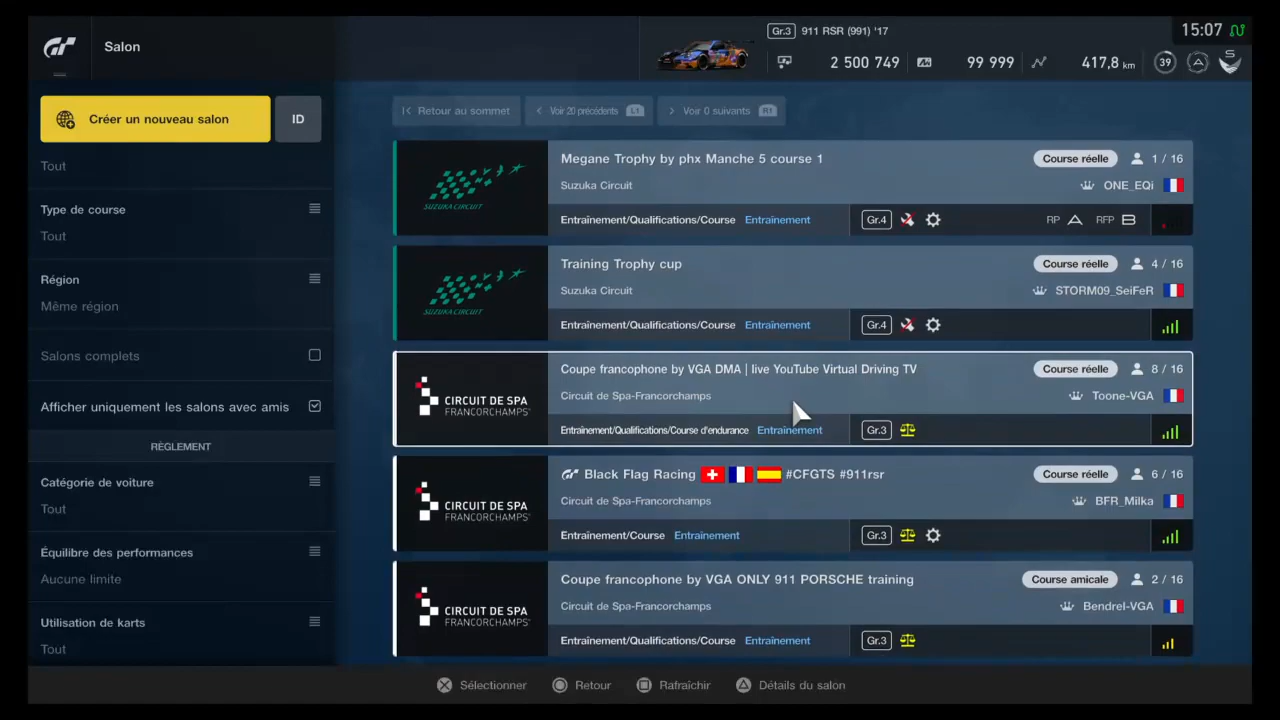 Salon
Gr.3 911 RSR (991) '17
2 500 749
99 999
417,8 km
39
A
S
15:07
Créer un nouveau salon
ID
Tout
Type de course
Tout
Région
Même région
Salons complets
Afficher uniquement les salons avec amis
RÈGLEMENT
Catégorie de voiture
Tout
Équilibre des performances
Aucune limite
Utilisation de karts
Tout
Retour au sommet
Voir 20 précédents L1
Voir 0 suivants R1
SUZUKA CIRCUIT
Megane Trophy by phx Manche 5 course 1
Course réelle 1 / 16
Suzuka Circuit
ONE_EQi
Entraînement/Qualifications/Course Entraînement
Gr.4
RP A RFP B
SUZUKA CIRCUIT
Training Trophy cup
Course réelle 4 / 16
Suzuka Circuit
STORM09_SeiFeR
Entraînement/Qualifications/Course Entraînement
Gr.4
CIRCUIT DE SPA
FRANCORCHAMPS
Coupe francophone by VGA DMA | live YouTube Virtual Driving TV
Course réelle 8 / 16
Circuit de Spa-Francorchamps
Toone-VGA
Entraînement/Qualifications/Course d'endurance Entraînement
Gr.3
CIRCUIT DE SPA
FRANCORCHAMPS
Black Flag Racing 🇨🇭 🇫🇷 🇪🇸 #CFGTS #911rsr
Course réelle 6 / 16
Circuit de Spa-Francorchamps
BFR_Milka
Entraînement/Course Entraînement
Gr.3
CIRCUIT DE SPA
FRANCORCHAMPS
Coupe francophone by VGA ONLY 911 PORSCHE training
Course amicale 2 / 16
Circuit de Spa-Francorchamps
Bendrel-VGA
Entraînement/Qualifications/Course Entraînement
Gr.3
Sélectionner
Retour
Rafraîchir
Détails du salon